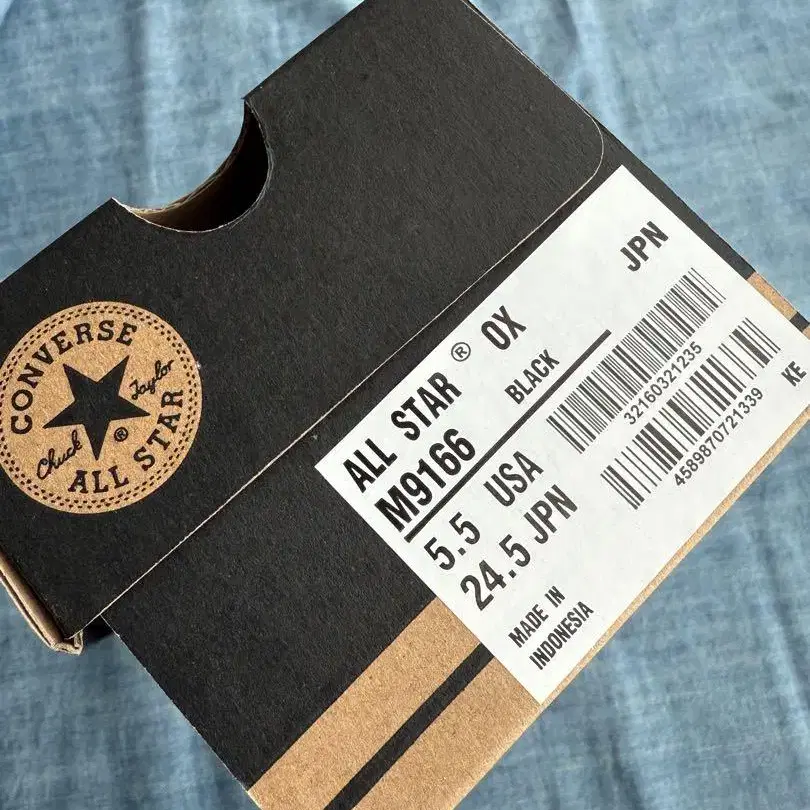 CONVERSE
Chuck Taylor
®
ALL STAR
JPN
ALL STAR® OX
M9166 BLACK
5.5 USA
24.5 JPN
32160321235
4589870721339
KE
MADE IN
INDONESIA